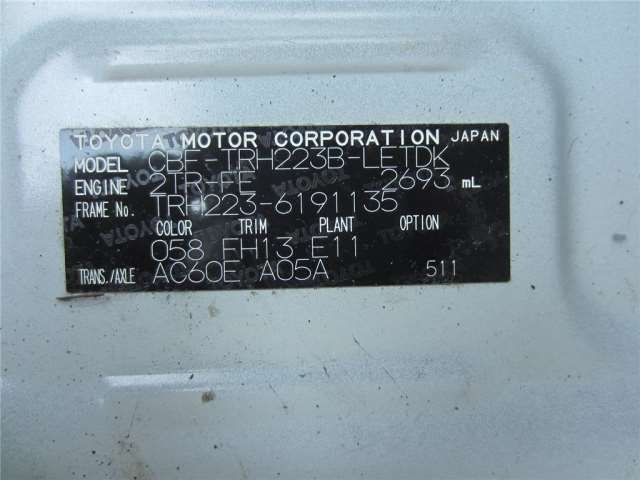 TOYOTA MOTOR CORPORATION JAPAN
MODEL CBF-TRH223B-LETDK
ENGINE 2TR-FE 2693 mL
FRAME No. TRH223-6191135
COLOR TRIM PLANT OPTION
058 FH13 E11
TRANS./AXLE AC60E A05A 511